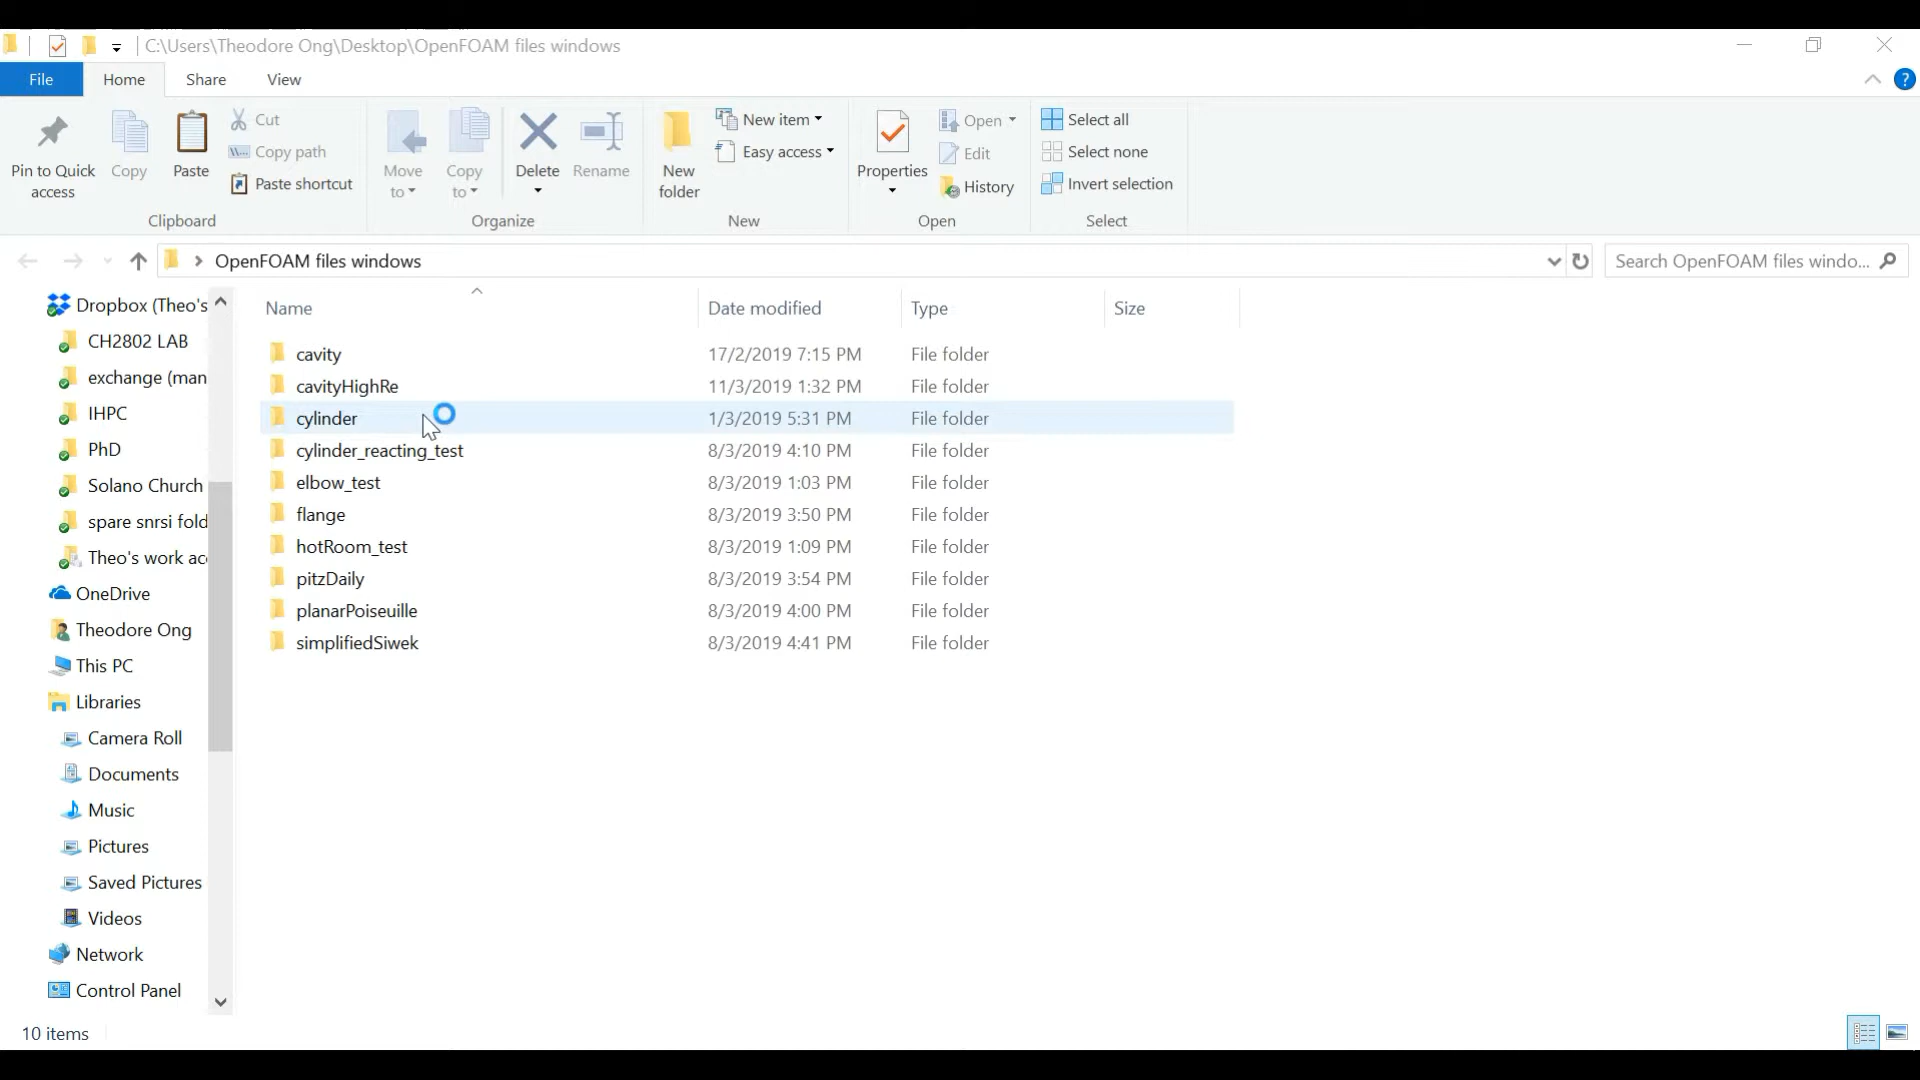 C:\Users\Theodore Ong\Desktop\OpenFOAM files windows
File Home Share View
Pin to Quick access
Copy
Paste
Cut
Copy path
Paste shortcut
Clipboard
Move to
Copy to
Delete
Rename
Organize
New folder
New item
Easy access
New
Properties
Open
Edit
History
Open
Select all
Select none
Invert selection
Select
OpenFOAM files windows
Search OpenFOAM files windo...
Dropbox (Theo's
CH2802 LAB
exchange (man
IHPC
PhD
Solano Church
spare snrsi fold
Theo's work ac
OneDrive
Theodore Ong
This PC
Libraries
Camera Roll
Documents
Music
Pictures
Saved Pictures
Videos
Network
Control Panel
Name Date modified Type Size
cavity 17/2/2019 7:15 PM File folder
cavityHighRe 11/3/2019 1:32 PM File folder
cylinder 1/3/2019 5:31 PM File folder
cylinder_reacting_test 8/3/2019 4:10 PM File folder
elbow_test 8/3/2019 1:03 PM File folder
flange 8/3/2019 3:50 PM File folder
hotRoom_test 8/3/2019 1:09 PM File folder
pitzDaily 8/3/2019 3:54 PM File folder
planarPoiseuille 8/3/2019 4:00 PM File folder
simplifiedSiwek 8/3/2019 4:41 PM File folder
10 items